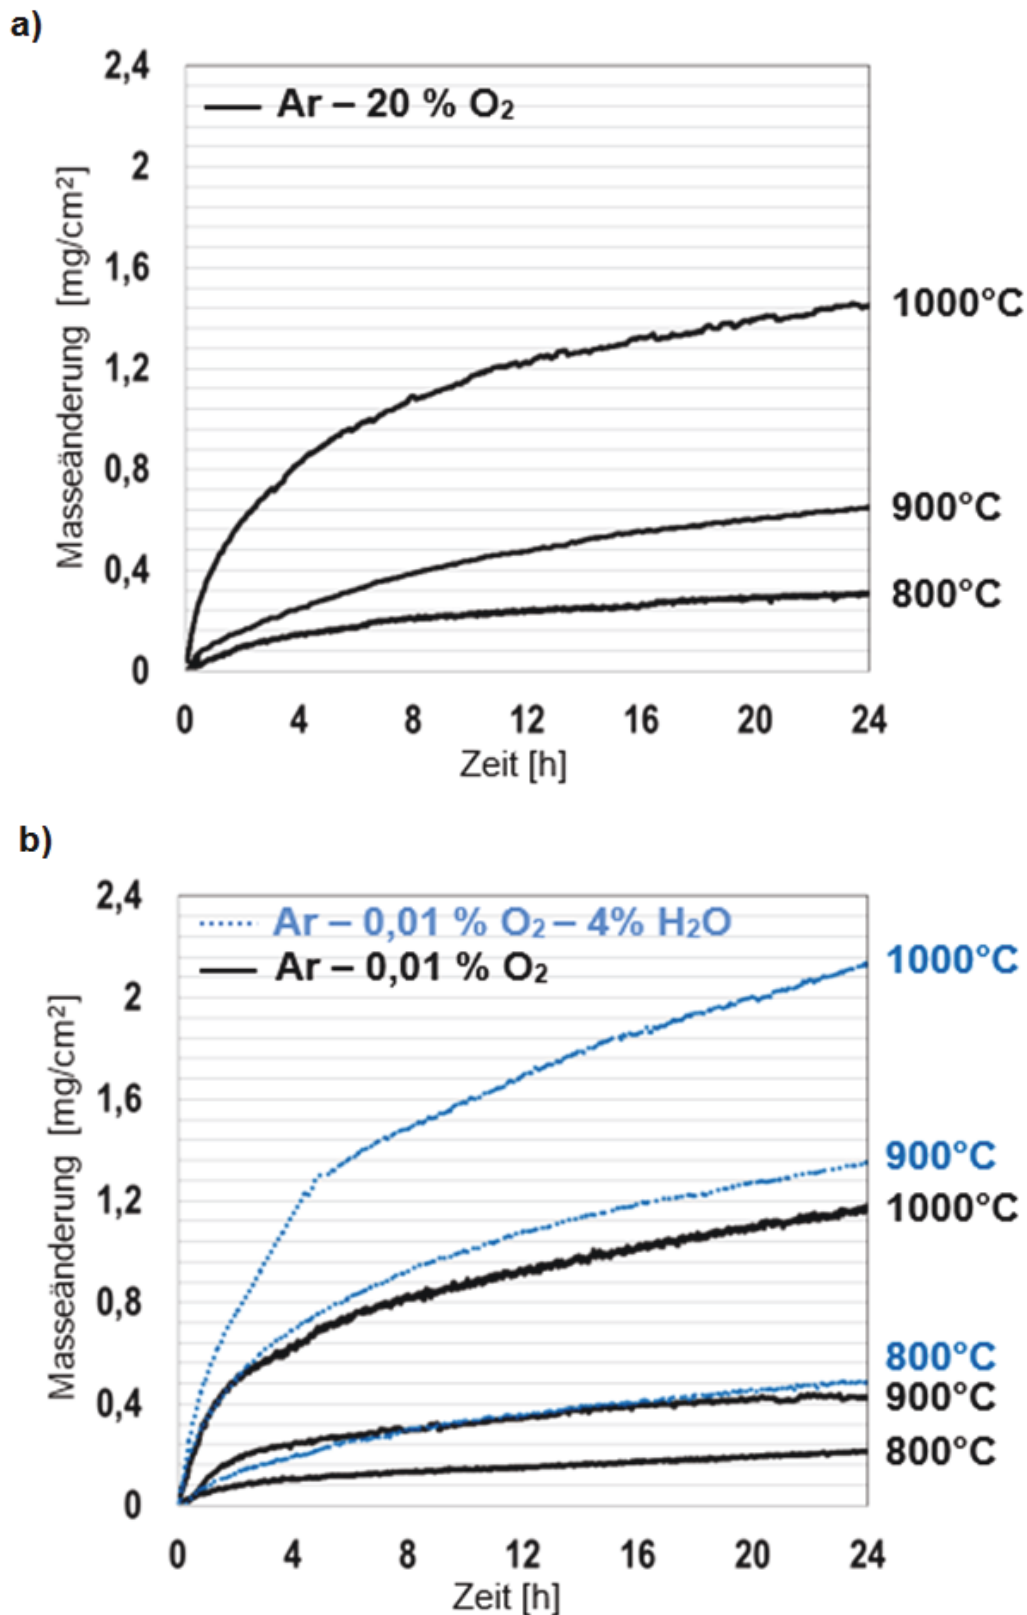 a)
2,4
Ar – 20 % O₂
2
1,6
1000°C
1,2
0,8
900°C
0,4
800°C
0
Masseänderung [mg/cm²]
0 4 8 12 16 20 24
Zeit [h]
b)
2,4
Ar – 0,01 % O₂ – 4% H₂O
Ar – 0,01 % O₂
1000°C
2
1,6
900°C
1,2
1000°C
0,8
800°C
0,4
900°C
800°C
0
Masseänderung [mg/cm²]
0 4 8 12 16 20 24
Zeit [h]